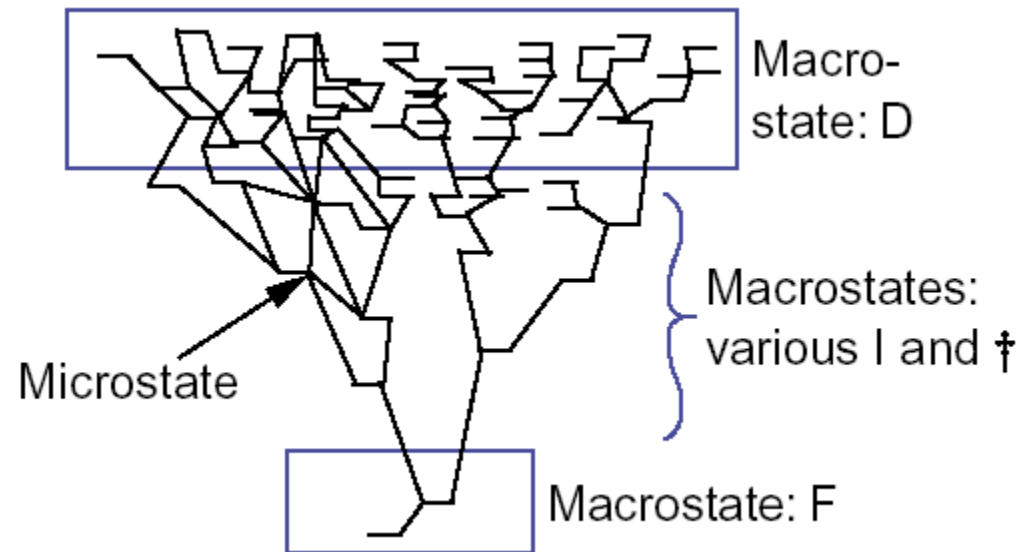 Macro-
state: D
Macrostates:
various I and ‡
Microstate
Macrostate: F